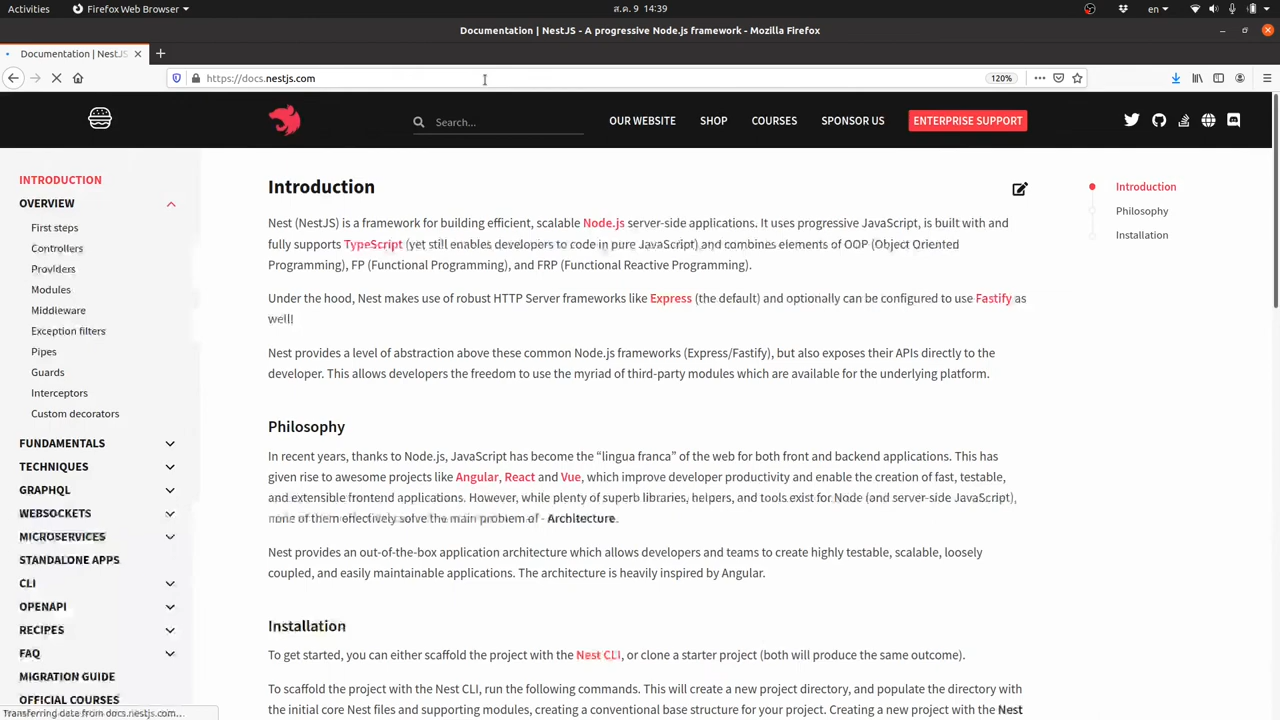 Activities
Firefox Web Browser
ส.ค. 9 14:39
en
Documentation | NestJS - A progressive Node.js framework - Mozilla Firefox
Documentation | NestJS
https://docs.nestjs.com
120%
Search...
OUR WEBSITE
SHOP
COURSES
SPONSOR US
ENTERPRISE SUPPORT
INTRODUCTION
OVERVIEW
First steps
Controllers
Providers
Modules
Middleware
Exception filters
Pipes
Guards
Interceptors
Custom decorators
FUNDAMENTALS
TECHNIQUES
GRAPHQL
WEBSOCKETS
MICROSERVICES
STANDALONE APPS
CLI
OPENAPI
RECIPES
FAQ
MIGRATION GUIDE
OFFICIAL COURSES
Transferring data from docs.nestjs.com...
Introduction
Nest (NestJS) is a framework for building efficient, scalable Node.js server-side applications. It uses progressive JavaScript, is built with and
fully supports TypeScript (yet still enables developers to code in pure JavaScript) and combines elements of OOP (Object Oriented
Programming), FP (Functional Programming), and FRP (Functional Reactive Programming).
Under the hood, Nest makes use of robust HTTP Server frameworks like Express (the default) and optionally can be configured to use Fastify as
well!
Nest provides a level of abstraction above these common Node.js frameworks (Express/Fastify), but also exposes their APIs directly to the
developer. This allows developers the freedom to use the myriad of third-party modules which are available for the underlying platform.
Philosophy
In recent years, thanks to Node.js, JavaScript has become the “lingua franca” of the web for both front and backend applications. This has
given rise to awesome projects like Angular, React and Vue, which improve developer productivity and enable the creation of fast, testable,
and extensible frontend applications. However, while plenty of superb libraries, helpers, and tools exist for Node (and server-side JavaScript),
none of them effectively solve the main problem of - Architecture.
Nest provides an out-of-the-box application architecture which allows developers and teams to create highly testable, scalable, loosely
coupled, and easily maintainable applications. The architecture is heavily inspired by Angular.
Installation
To get started, you can either scaffold the project with the Nest CLI, or clone a starter project (both will produce the same outcome).
To scaffold the project with the Nest CLI, run the following commands. This will create a new project directory, and populate the directory with
the initial core Nest files and supporting modules, creating a conventional base structure for your project. Creating a new project with the Nest
Introduction
Philosophy
Installation